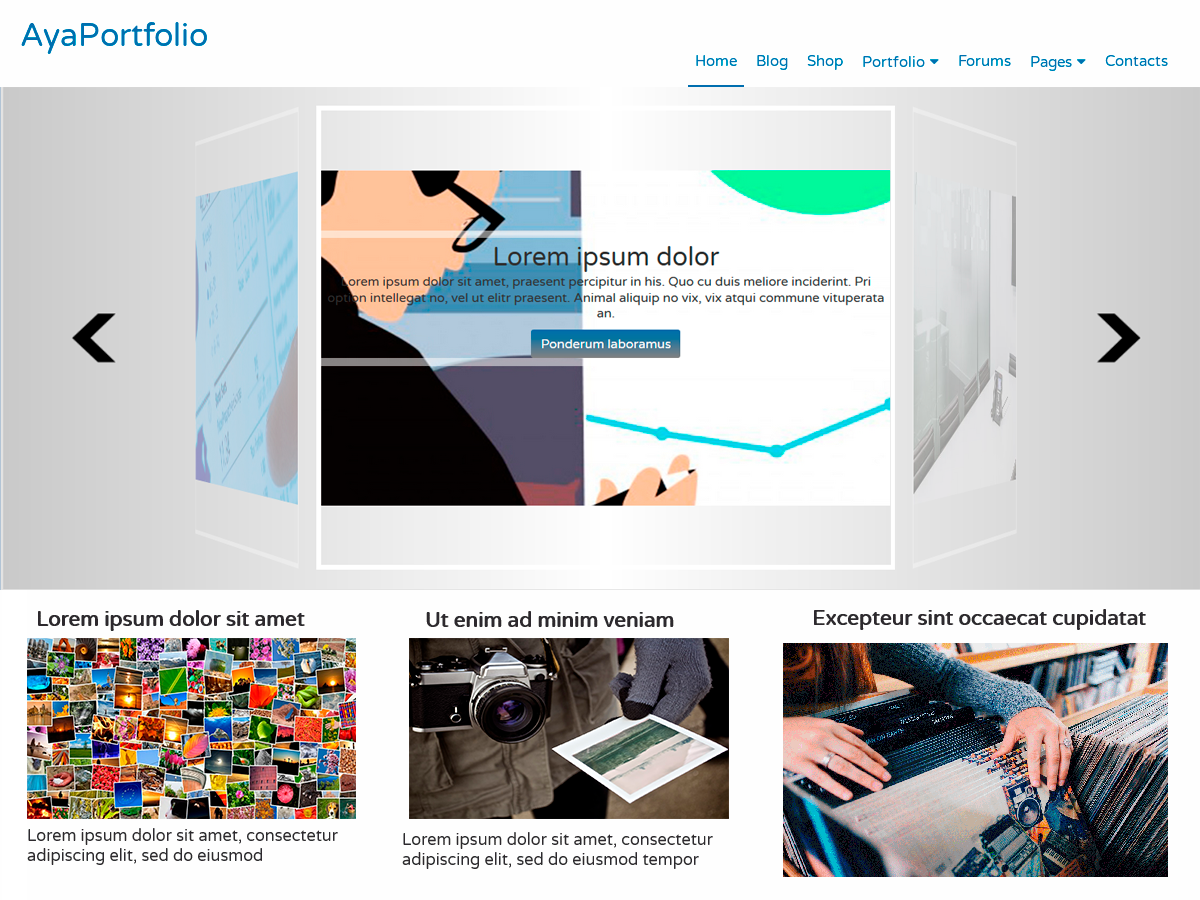 AyaPortfolio
Home Blog Shop Portfolio Forums Pages Contacts
Lorem ipsum dolor
Lorem ipsum dolor sit amet, praesent percipitur in his. Quo cu duis meliore inciderint. Pri
option intellegat no, vel ut elitr praesent. Animal aliquip no vix, vix atqui commune vituperata
an.
Ponderum laboramus
Lorem ipsum dolor sit amet
Ut enim ad minim veniam
Excepteur sint occaecat cupidatat
Lorem ipsum dolor sit amet, consectetur
adipiscing elit, sed do eiusmod
Lorem ipsum dolor sit amet, consectetur
adipiscing elit, sed do eiusmod tempor